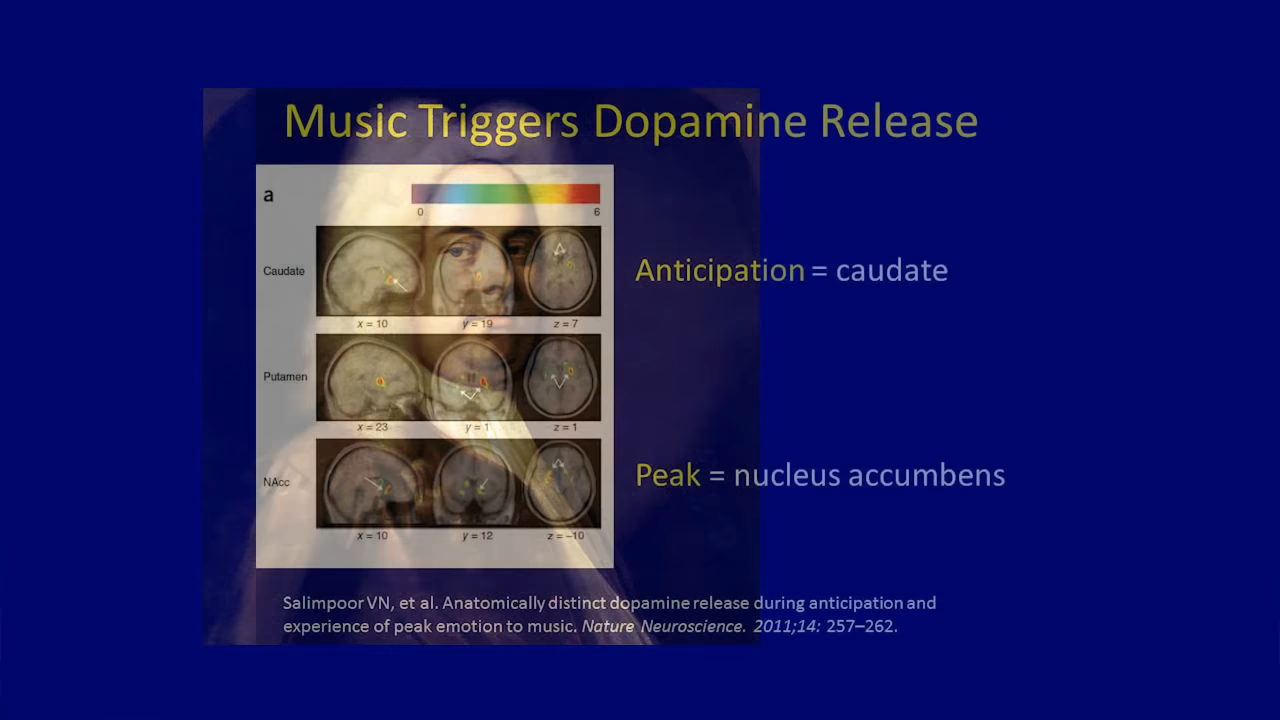 Music Triggers Dopamine Release
a
0 6
Caudate
x = 10 y = 19 z = 7
Anticipation = caudate
Putamen
x = 23 y = 1 z = 1
NAcc
x = 10 y = 12 z = –10
Peak = nucleus accumbens
Salimpoor VN, et al. Anatomically distinct dopamine release during anticipation and
experience of peak emotion to music. Nature Neuroscience. 2011;14: 257–262.